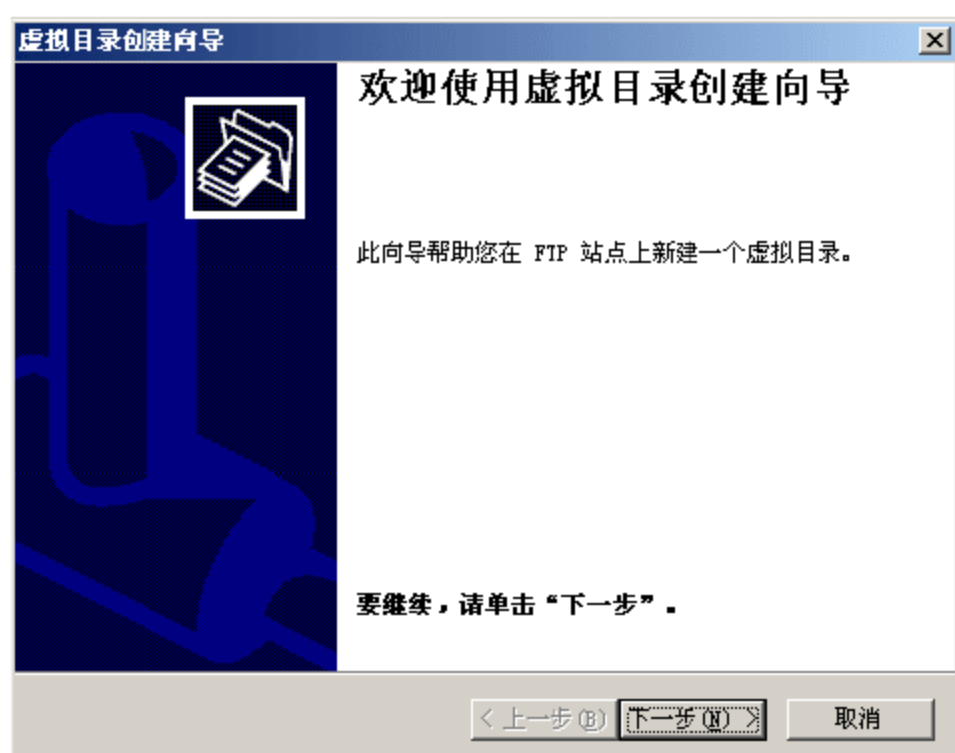 虚拟目录创建向导
欢迎使用虚拟目录创建向导
此向导帮助您在 FTP 站点上新建一个虚拟目录。
要继续，请单击“下一步”。
< 上一步(B) 下一步(N) > 取消